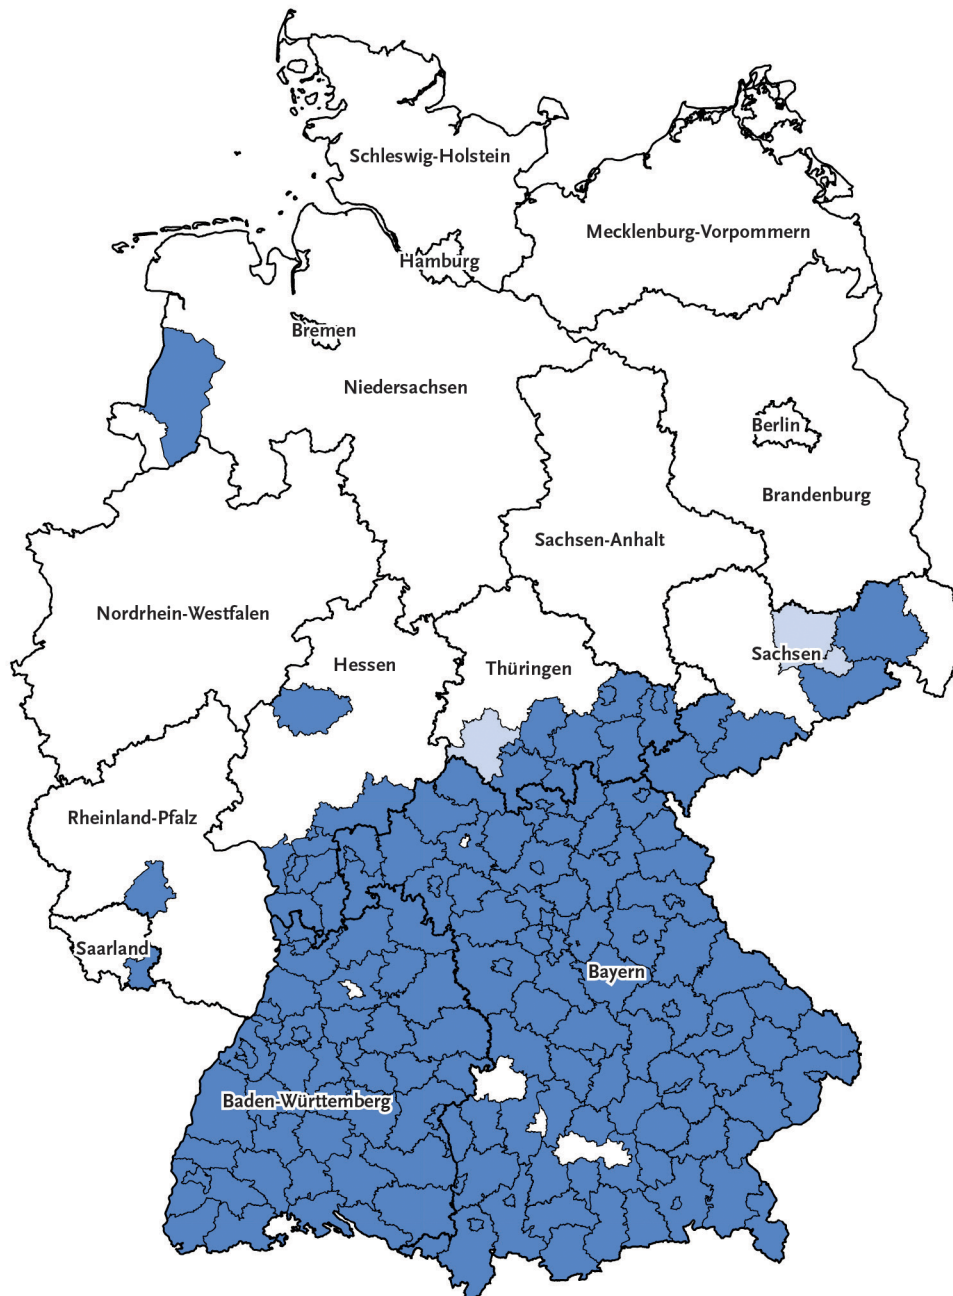 Schleswig-Holstein
Mecklenburg-Vorpommern
Hamburg
Bremen
Niedersachsen
Berlin
Brandenburg
Sachsen-Anhalt
Nordrhein-Westfalen
Hessen
Thüringen
Sachsen
Rheinland-Pfalz
Saarland
Bayern
Baden-Württemberg